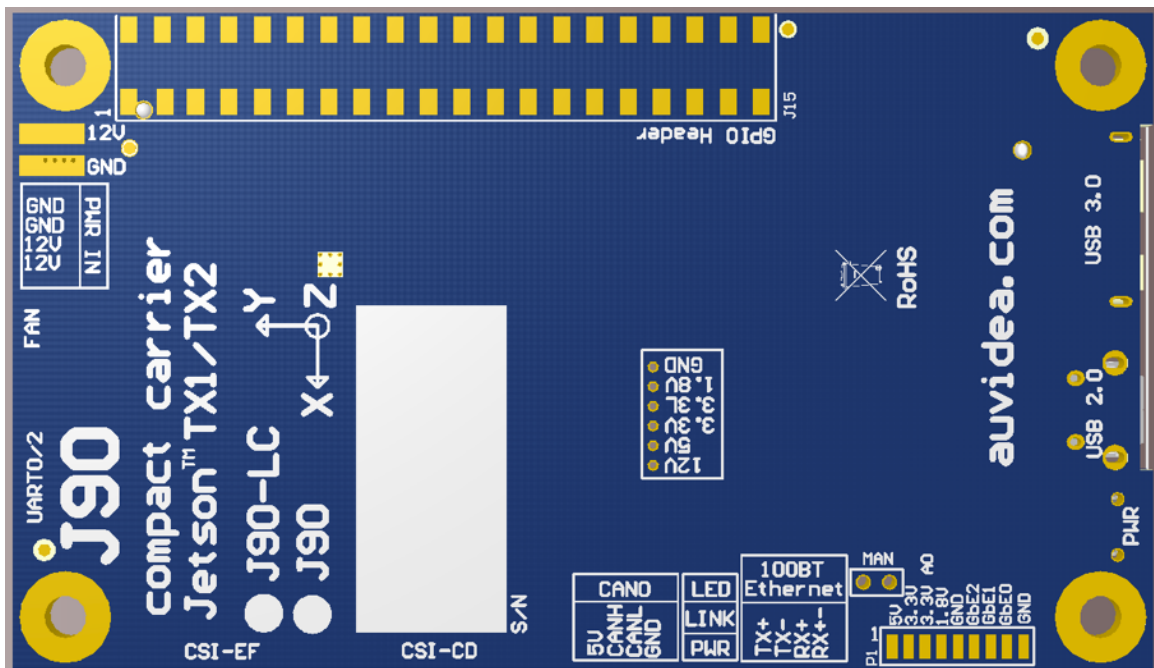 J15
GPIO Header
1
12V
GND
GND
GND
12V
12V
PWR IN
FAN
UART0/2
J90
compact carrier
Jetson™TX1/TX2
J90-LC
J90
Y
Z
X
CSI-EF
CSI-CD
S/N
GND
1.8V
3.3L
3.3V
5V
12V
RoHS
auvidea.com
USB 3.0
USB 2.0
PWR
CAN0
5V
CANH
CANL
GND
LED
LINK
PWR
100BT
Ethernet
TX+
TX-
RX+
RX+-
MAN
AO
5V
3.3V
3.3V
1.8V
GND
GbE2
GbE1
GbE0
GND
1
P1